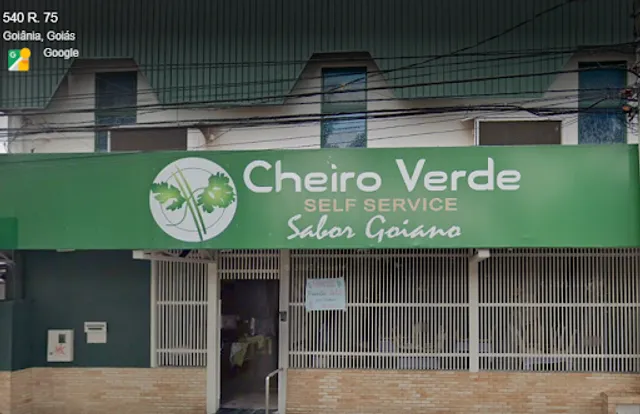 540 R. 75
Goiânia, Goiás
Google
Cheiro Verde
SELF SERVICE
Sabor Goiano